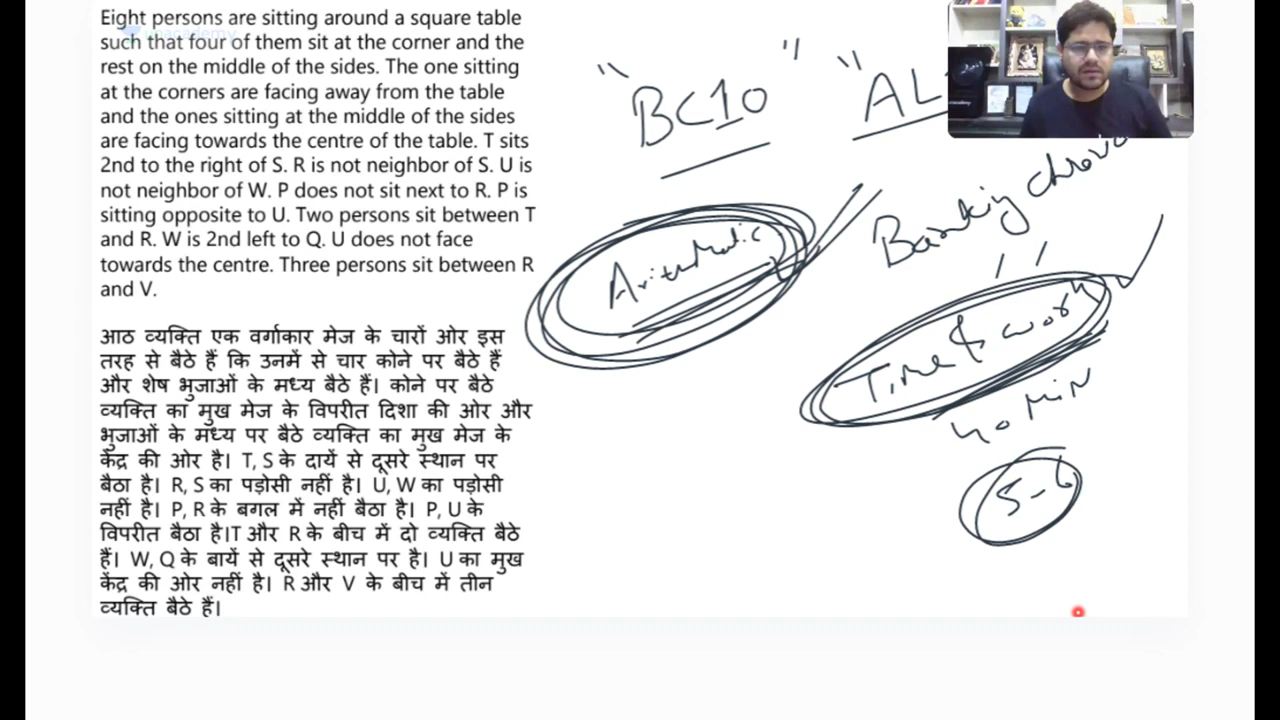 Eight persons are sitting around a square table
unacademy
such that four of them sit at the corner and the
rest on the middle of the sides. The one sitting
at the corners are facing away from the table
and the ones sitting at the middle of the sides
are facing towards the centre of the table. T sits
2nd to the right of S. R is not neighbor of S. U is
not neighbor of W. P does not sit next to R. P is
sitting opposite to U. Two persons sit between T
and R. W is 2nd left to Q. U does not face
towards the centre. Three persons sit between R
and V.
आठ व्यक्ति एक वर्गाकार मेज के चारों ओर इस
तरह से बैठे हैं कि उनमें से चार कोने पर बैठे हैं
और शेष भुजाओं के मध्य बैठे हैं। कोने पर बैठे
व्यक्ति का मुख मेज के विपरीत दिशा की ओर और
भुजाओं के मध्य पर बैठे व्यक्ति का मुख मेज के
केंद्र की ओर है। T, S के दायें से दूसरे स्थान पर
बैठा है। R, S का पड़ोसी नहीं है। U, W का पड़ोसी
नहीं है। P, R के बगल में नहीं बैठा है। P, U के
विपरीत बैठा है।T और R के बीच में दो व्यक्ति बैठे
हैं। W, Q के बायें से दूसरे स्थान पर है। U का मुख
केंद्र की ओर नहीं है। R और V के बीच में तीन
व्यक्ति बैठे हैं।
"BC10" "AL
Banking
Arithmatic
Time & work
40 Min
5-6